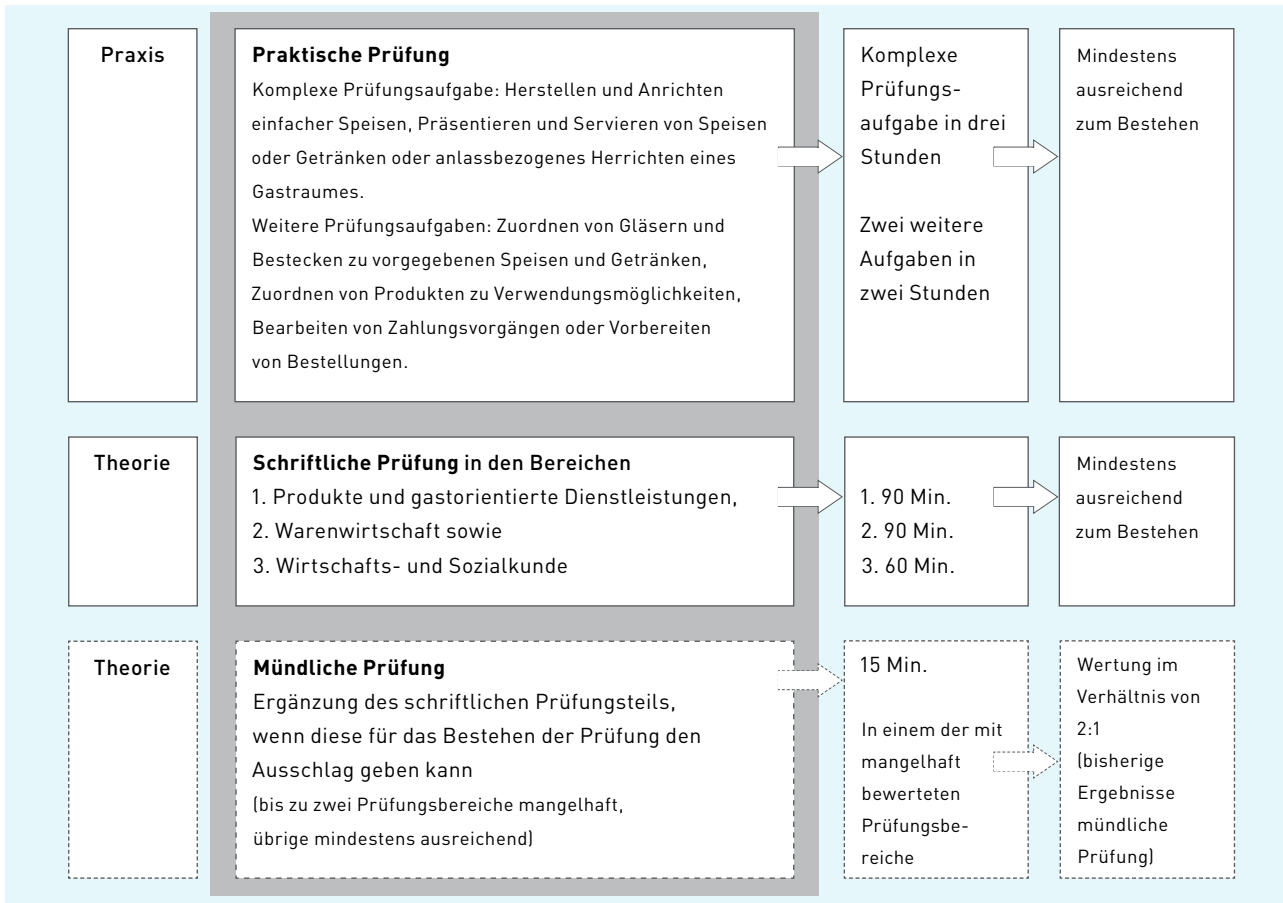 Praxis
Praktische Prüfung
Komplexe Prüfungsaufgabe: Herstellen und Anrichten
einfacher Speisen, Präsentieren und Servieren von Speisen
oder Getränken oder anlassbezogenes Herrichten eines
Gastraumes.
Weitere Prüfungsaufgaben: Zuordnen von Gläsern und
Bestecken zu vorgegebenen Speisen und Getränken,
Zuordnen von Produkten zu Verwendungsmöglichkeiten,
Bearbeiten von Zahlungsvorgängen oder Vorbereiten
von Bestellungen.
Komplexe
Prüfungs-
aufgabe in drei
Stunden
Zwei weitere
Aufgaben in
zwei Stunden
Mindestens
ausreichend
zum Bestehen
Theorie
Schriftliche Prüfung in den Bereichen
1. Produkte und gastorientierte Dienstleistungen,
2. Warenwirtschaft sowie
3. Wirtschafts- und Sozialkunde
1. 90 Min.
2. 90 Min.
3. 60 Min.
Mindestens
ausreichend
zum Bestehen
Theorie
Mündliche Prüfung
Ergänzung des schriftlichen Prüfungsteils,
wenn diese für das Bestehen der Prüfung den
Ausschlag geben kann
(bis zu zwei Prüfungsbereiche mangelhaft,
übrige mindestens ausreichend)
15 Min.
In einem der mit
mangelhaft
bewerteten
Prüfungsbe-
reiche
Wertung im
Verhältnis von
2:1
(bisherige
Ergebnisse
mündliche
Prüfung)